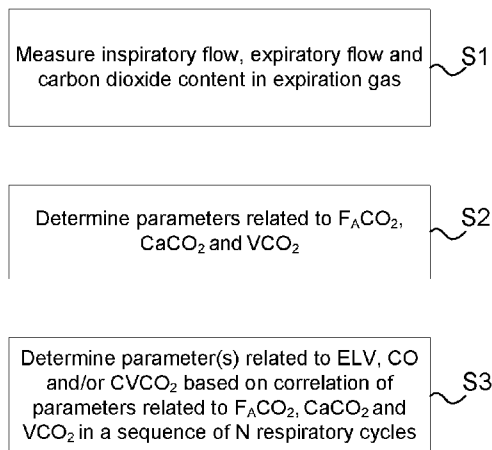 Measure inspiratory flow, expiratory flow and
carbon dioxide content in expiration gas
S1
Determine parameters related to FACO2,
CaCO2 and VCO2
S2
Determine parameter(s) related to ELV, CO
and/or CVCO2 based on correlation of
parameters related to FACO2, CaCO2 and
VCO2 in a sequence of N respiratory cycles
S3